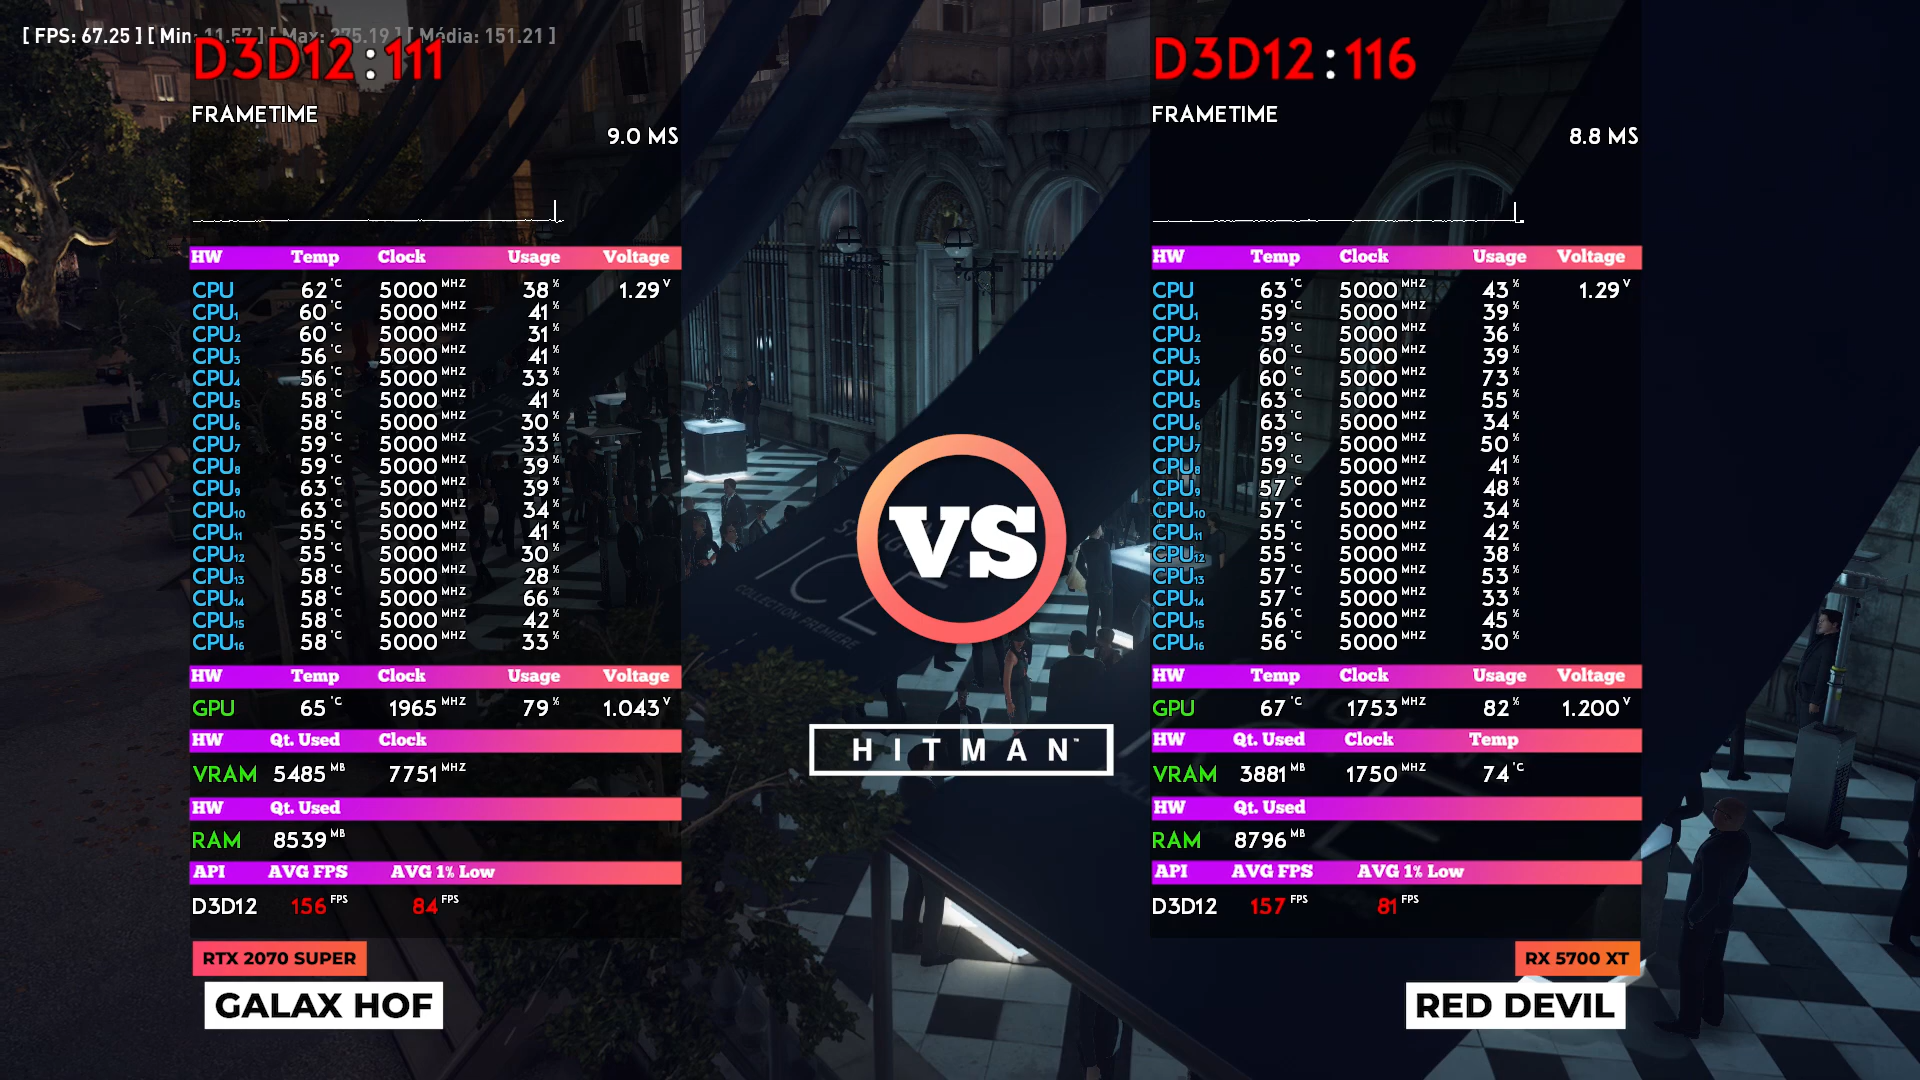 [ FPS: 67.25 ] [ Min: 11.57 ] [ Max: 275.19 ] [ Média: 151.21 ]
D3D12 : 111
FRAMETIME
9.0 MS
HW Temp Clock Usage Voltage
CPU 62 °C 5000 MHZ 38 % 1.29 V
CPU1 60 °C 5000 MHZ 41 %
CPU2 60 °C 5000 MHZ 31 %
CPU3 56 °C 5000 MHZ 41 %
CPU4 56 °C 5000 MHZ 33 %
CPU5 58 °C 5000 MHZ 41 %
CPU6 58 °C 5000 MHZ 30 %
CPU7 59 °C 5000 MHZ 33 %
CPU8 59 °C 5000 MHZ 39 %
CPU9 63 °C 5000 MHZ 39 %
CPU10 63 °C 5000 MHZ 34 %
CPU11 55 °C 5000 MHZ 41 %
CPU12 55 °C 5000 MHZ 30 %
CPU13 58 °C 5000 MHZ 28 %
CPU14 58 °C 5000 MHZ 66 %
CPU15 58 °C 5000 MHZ 42 %
CPU16 58 °C 5000 MHZ 33 %
HW Temp Clock Usage Voltage
GPU 65 °C 1965 MHZ 79 % 1.043 V
HW Qt. Used Clock
VRAM 5485 MB 7751 MHZ
HW Qt. Used
RAM 8539 MB
API AVG FPS AVG 1% Low
D3D12 156 FPS 84 FPS
RTX 2070 SUPER
GALAX HOF
VS
COLLECTION PREMIERE
HITMAN™
D3D12 : 116
FRAMETIME
8.8 MS
HW Temp Clock Usage Voltage
CPU 63 °C 5000 MHZ 43 % 1.29 V
CPU1 59 °C 5000 MHZ 39 %
CPU2 59 °C 5000 MHZ 36 %
CPU3 60 °C 5000 MHZ 39 %
CPU4 60 °C 5000 MHZ 73 %
CPU5 63 °C 5000 MHZ 55 %
CPU6 63 °C 5000 MHZ 34 %
CPU7 59 °C 5000 MHZ 50 %
CPU8 59 °C 5000 MHZ 41 %
CPU9 57 °C 5000 MHZ 48 %
CPU10 57 °C 5000 MHZ 34 %
CPU11 55 °C 5000 MHZ 42 %
CPU12 55 °C 5000 MHZ 38 %
CPU13 57 °C 5000 MHZ 53 %
CPU14 57 °C 5000 MHZ 33 %
CPU15 56 °C 5000 MHZ 45 %
CPU16 56 °C 5000 MHZ 30 %
HW Temp Clock Usage Voltage
GPU 67 °C 1753 MHZ 82 % 1.200 V
HW Qt. Used Clock Temp
VRAM 3881 MB 1750 MHZ 74 °C
HW Qt. Used
RAM 8796 MB
API AVG FPS AVG 1% Low
D3D12 157 FPS 81 FPS
RX 5700 XT
RED DEVIL